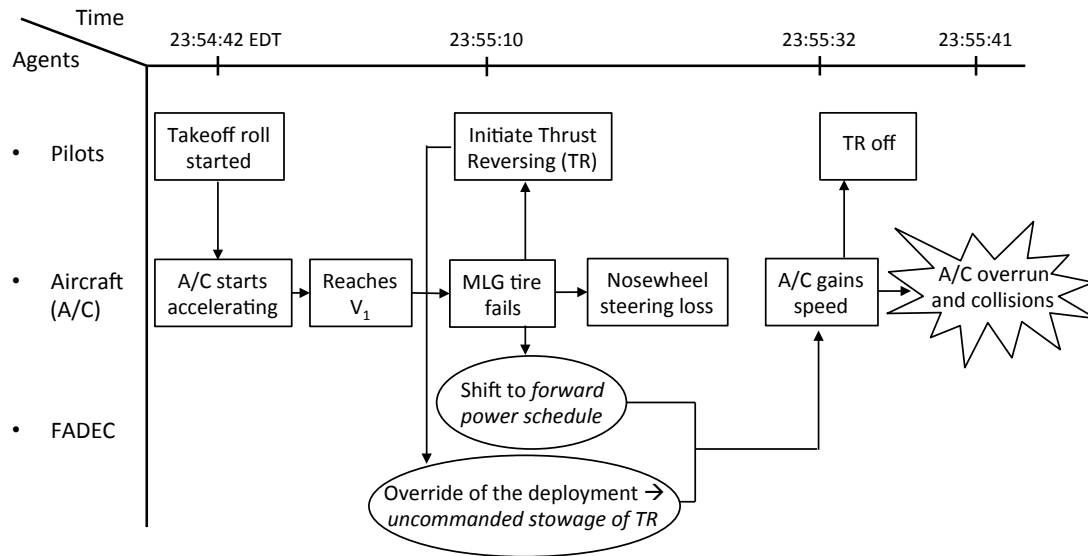 Time
Agents
23:54:42 EDT
23:55:10
23:55:32
23:55:41
• Pilots
Takeoff roll
started
Initiate Thrust
Reversing (TR)
TR off
• Aircraft
(A/C)
A/C starts
accelerating
Reaches
V1
MLG tire
fails
Nosewheel
steering loss
A/C gains
speed
A/C overrun
and collisions
• FADEC
Shift to forward
power schedule
Override of the deployment →
uncommanded stowage of TR